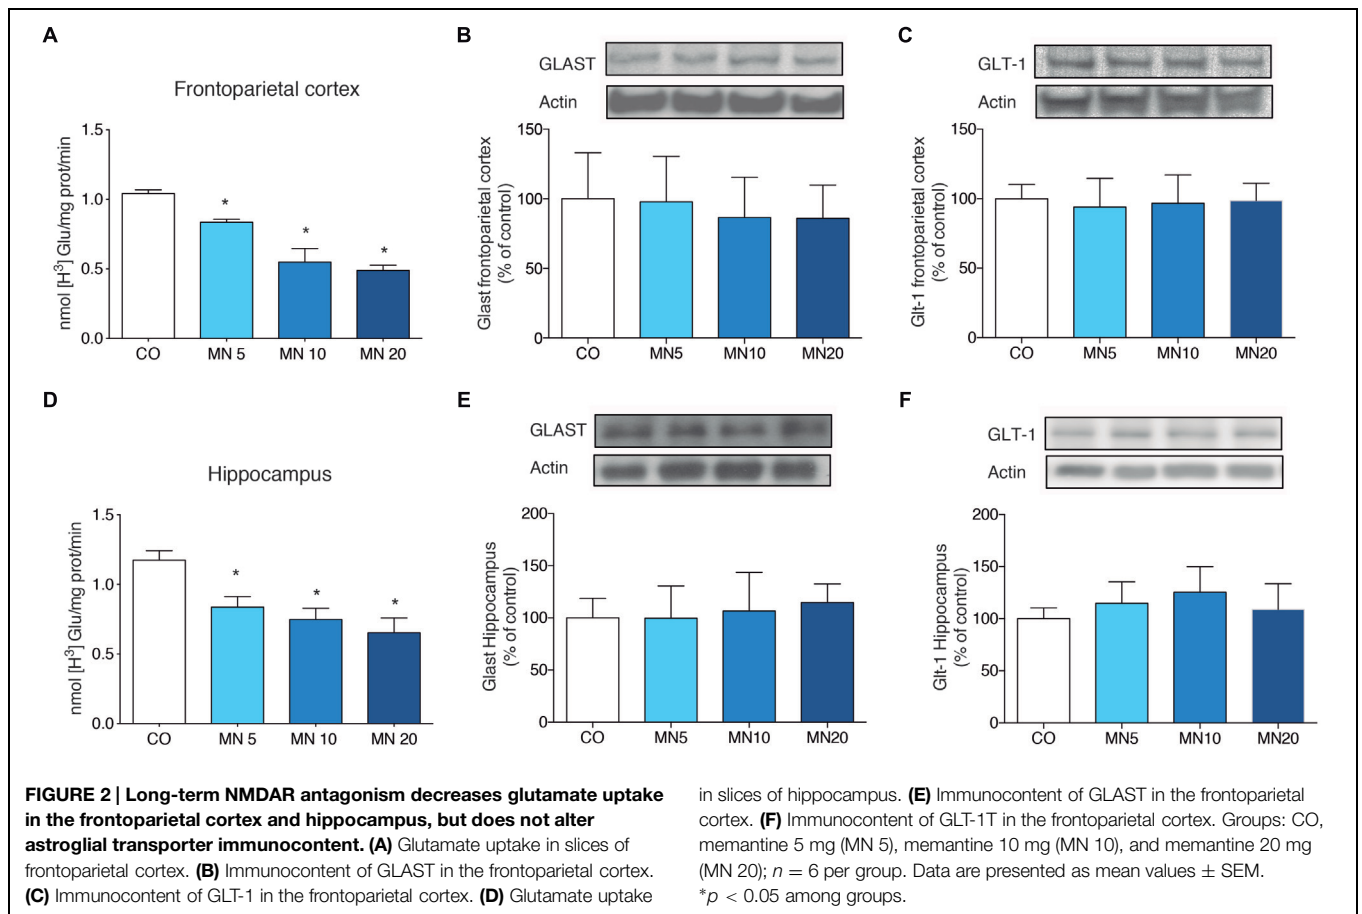 A
Frontoparietal cortex
nmol [H³] Glu/mg prot/min
1.5
1.0
0.5
0.0
*
*
*
CO MN 5 MN 10 MN 20
B
GLAST
Actin
Glast frontoparietal cortex
(% of control)
150
100
50
0
CO MN5 MN10 MN20
C
GLT-1
Actin
Glt-1 frontoparietal cortex
(% of control)
150
100
50
0
CO MN5 MN10 MN20
D
Hippocampus
nmol [H³] Glu/mg prot/min
1.5
1.0
0.5
0.0
*
*
*
CO MN 5 MN 10 MN 20
E
GLAST
Actin
Glast Hippocampus
(% of control)
200
150
100
50
0
CO MN5 MN10 MN20
F
GLT-1
Actin
Glt-1 Hippocampus
(% of control)
200
150
100
50
0
CO MN5 MN10 MN20
FIGURE 2 | Long-term NMDAR antagonism decreases glutamate uptake
in the frontoparietal cortex and hippocampus, but does not alter
astroglial transporter immunocontent. (A) Glutamate uptake in slices of
frontoparietal cortex. (B) Immunocontent of GLAST in the frontoparietal cortex.
(C) Immunocontent of GLT-1 in the frontoparietal cortex. (D) Glutamate uptake
in slices of hippocampus. (E) Immunocontent of GLAST in the frontoparietal
cortex. (F) Immunocontent of GLT-1T in the frontoparietal cortex. Groups: CO,
memantine 5 mg (MN 5), memantine 10 mg (MN 10), and memantine 20 mg
(MN 20); n = 6 per group. Data are presented as mean values ± SEM.
*p < 0.05 among groups.